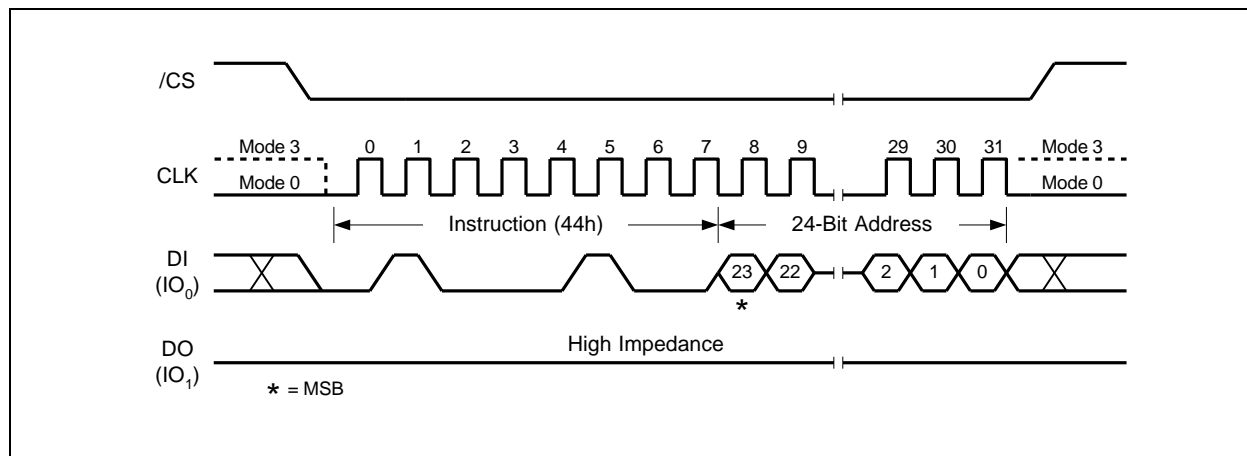 /CS
Mode 3 0 1 2 3 4 5 6 7 8 9 29 30 31 Mode 3
CLK
Mode 0 Mode 0
Instruction (44h) 24-Bit Address
DI
(IO0) 23 22 2 1 0
*
High Impedance
DO
(IO1)
* = MSB